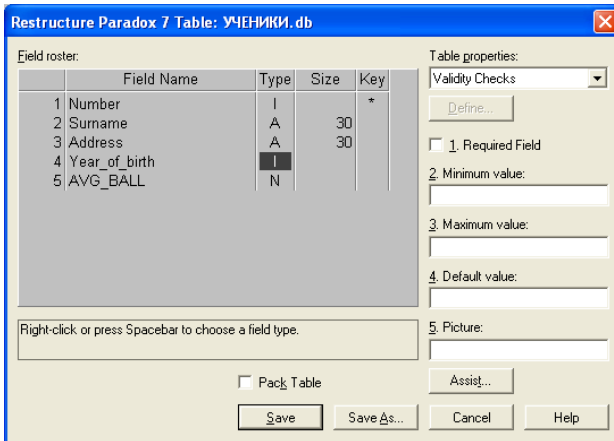 Restructure Paradox 7 Table: УЧЕНИКИ.db
Field roster:
Field Name Type Size Key
1 Number I *
2 Surname A 30
3 Address A 30
4 Year_of_birth I
5 AVG_BALL N
Right-click or press Spacebar to choose a field type.
Pack Table
Save Save As...
Table properties:
Validity Checks
Define...
1. Required Field
2. Minimum value:
3. Maximum value:
4. Default value:
5. Picture:
Assist...
Cancel Help